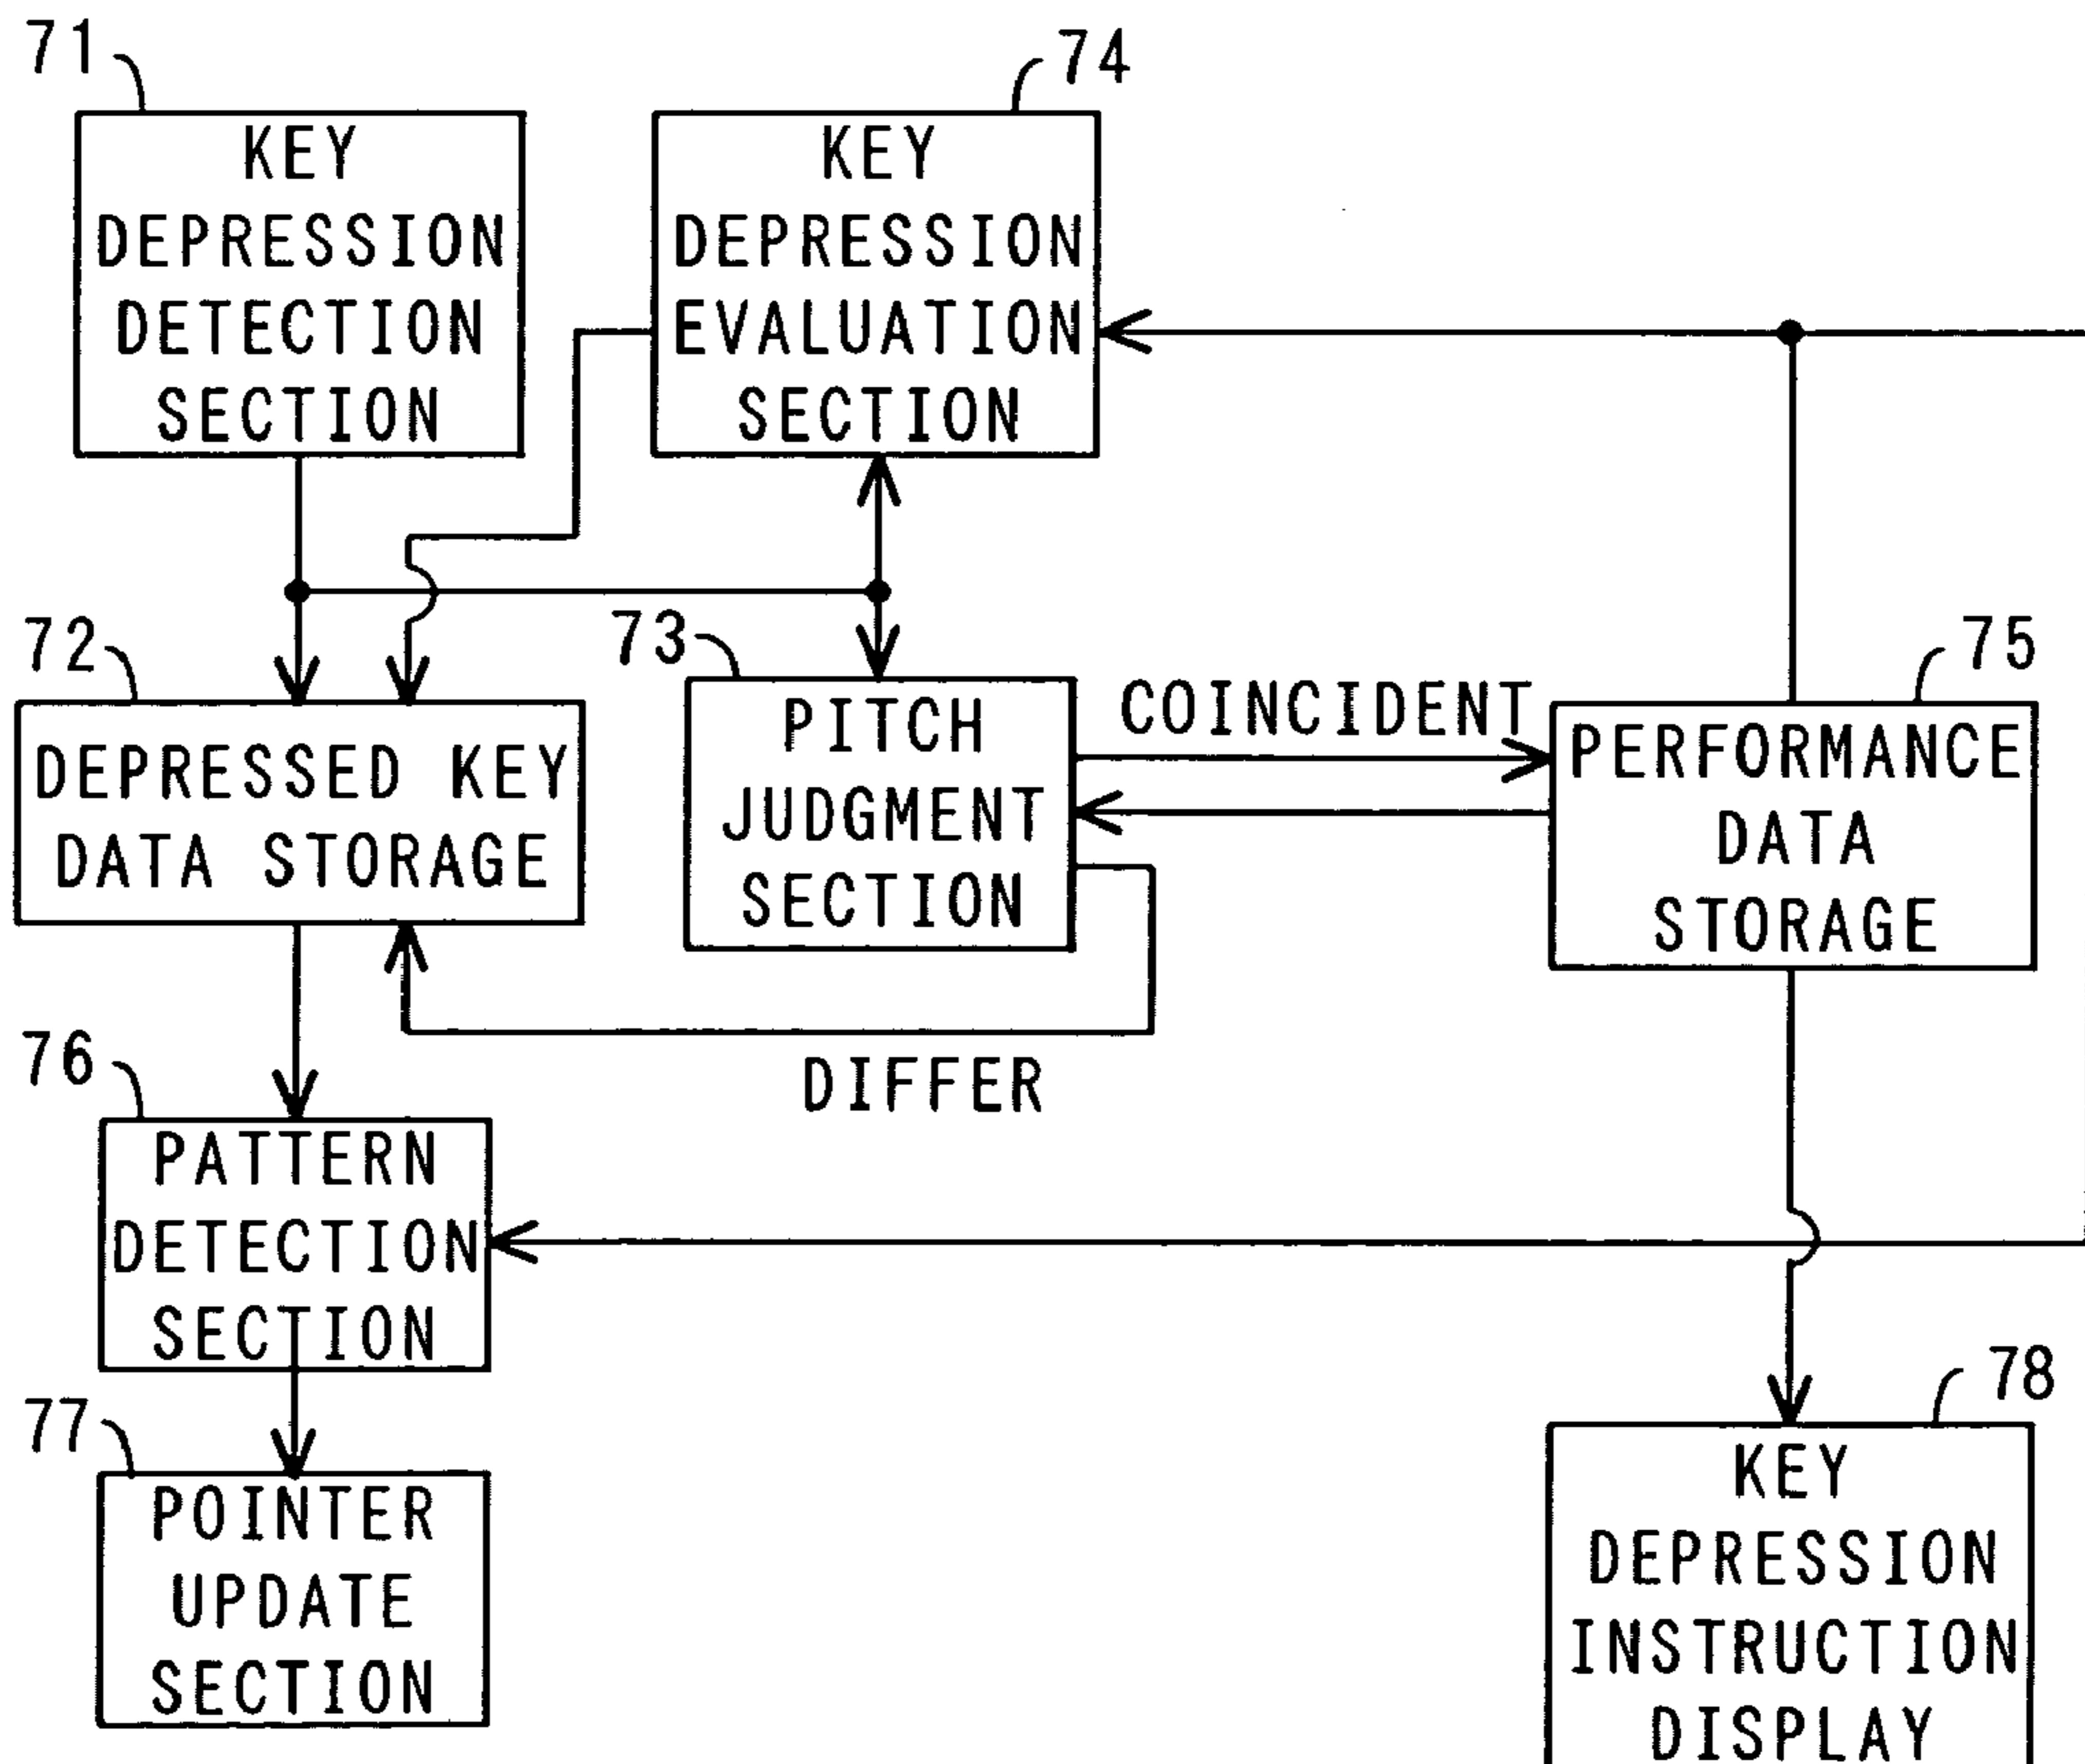 71
KEY
DEPRESSION
DETECTION
SECTION
74
KEY
DEPRESSION
EVALUATION
SECTION
72
DEPRESSED KEY
DATA STORAGE
73
PITCH
JUDGMENT
SECTION
COINCIDENT
75
PERFORMANCE
DATA
STORAGE
DIFFER
76
PATTERN
DETECTION
SECTION
77
POINTER
UPDATE
SECTION
78
KEY
DEPRESSION
INSTRUCTION
DISPLAY